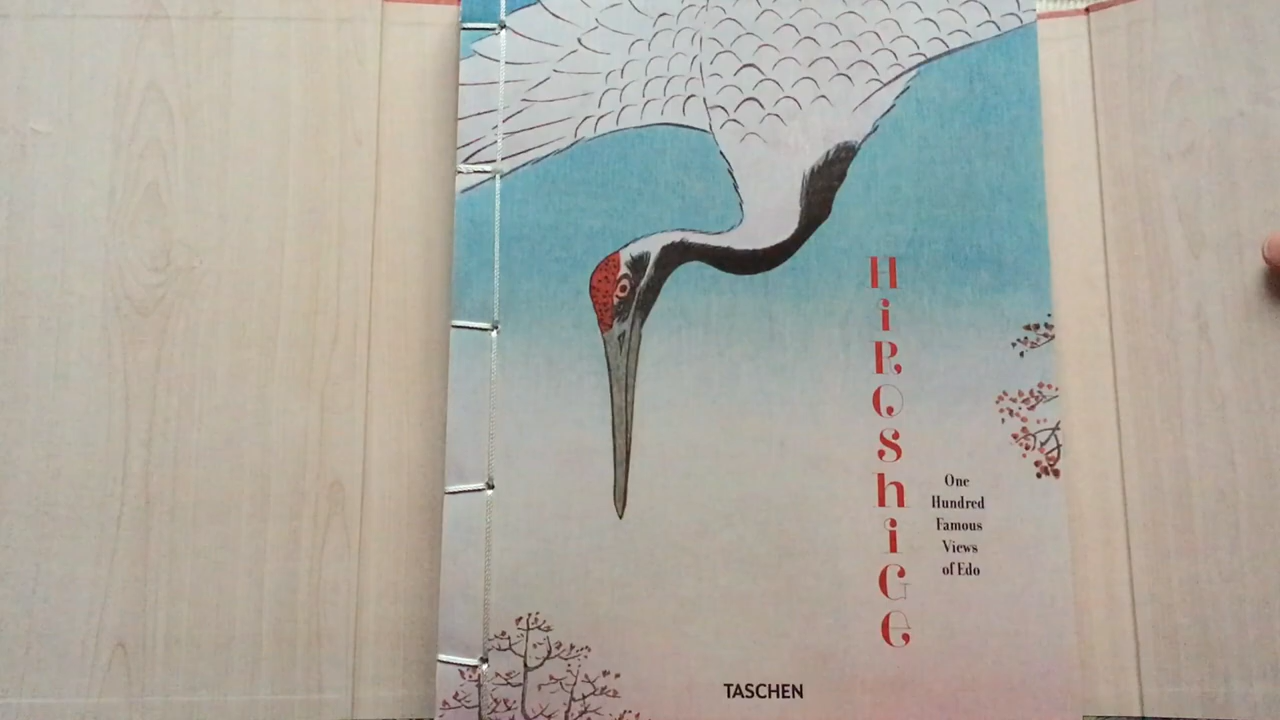 HiROshiGe
One
Hundred
Famous
Views
of Edo
TASCHEN